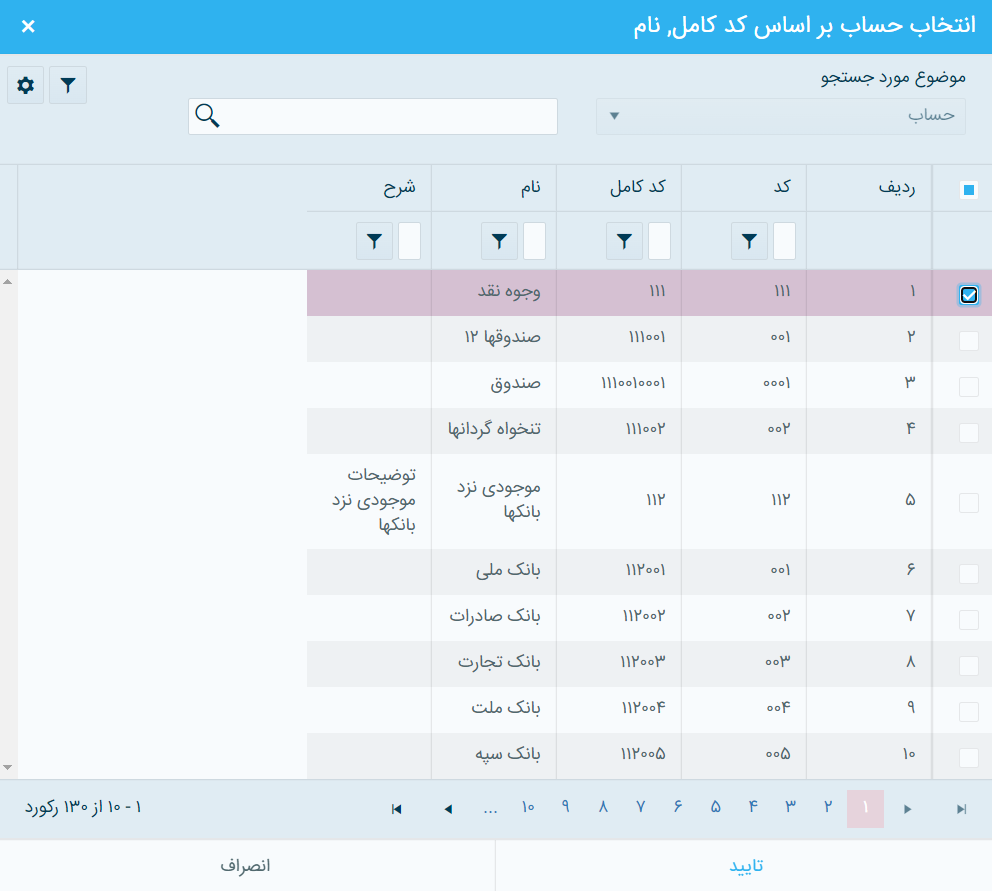 انتخاب حساب بر اساس کد کامل, نام ×
موضوع مورد جستجو
حساب
ردیف کد کد کامل نام شرح
۱ ۱۱۱ ۱۱۱ وجوه نقد
۲ ۰۰۱ ۱۱۱۰۰۱ صندوقها ۱۲
۳ ۰۰۰۱ ۱۱۱۰۰۱۰۰۰۱ صندوق
۴ ۰۰۲ ۱۱۱۰۰۲ تنخواه گردانها
۵ ۱۱۲ ۱۱۲ موجودی نزد
بانکها
توضیحات
موجودی نزد
بانکها
۶ ۰۰۱ ۱۱۲۰۰۱ بانک ملی
۷ ۰۰۲ ۱۱۲۰۰۲ بانک صادرات
۸ ۰۰۳ ۱۱۲۰۰۳ بانک تجارت
۹ ۰۰۴ ۱۱۲۰۰۴ بانک ملت
۱۰ ۰۰۵ ۱۱۲۰۰۵ بانک سپه
۱ ۲ ۳ ۴ ۵ ۶ ۷ ۸ ۹ ۱۰ ...
۱ - ۱۰ از ۱۳۰ رکورد
تایید
انصراف